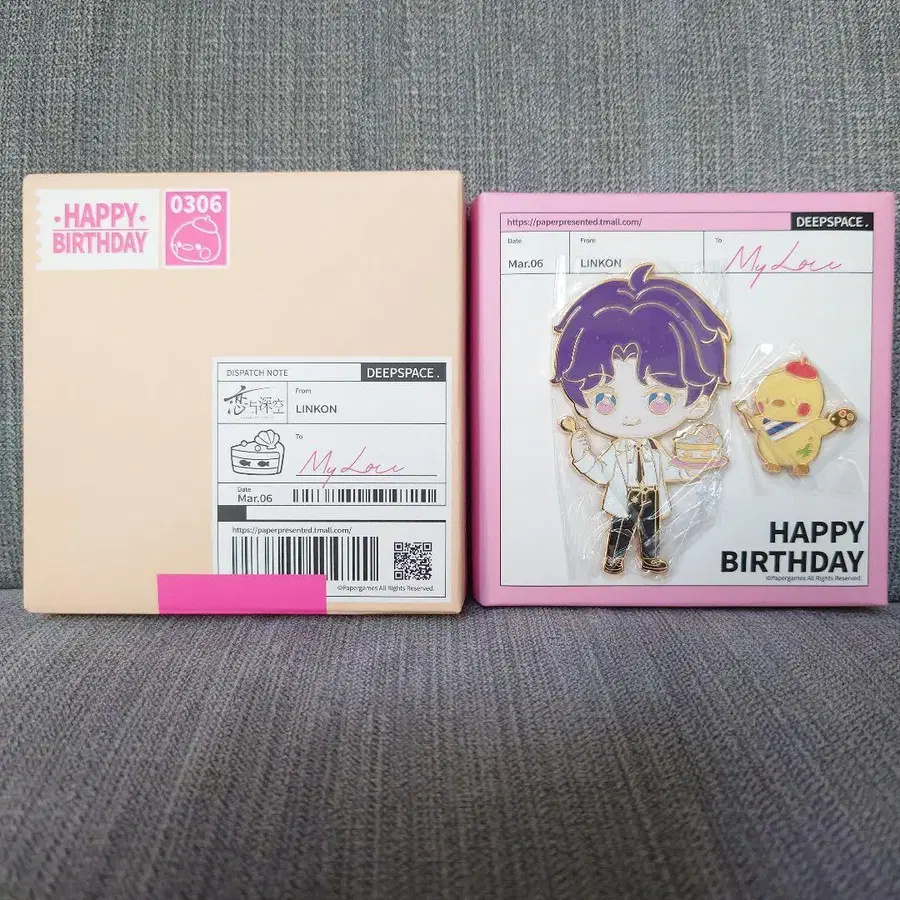 ·HAPPY·
BIRTHDAY
0306
DISPATCH NOTE
DEEPSPACE.
恋与深空
From
LINKON
To
My Love
Date
Mar.06
https://paperpresented.tmall.com/
©Papergames All Rights Reserved.
https://paperpresented.tmall.com/
DEEPSPACE.
Date
Mar.06
From
LINKON
To
My Love
HAPPY
BIRTHDAY
©Papergames All Rights Reserved.